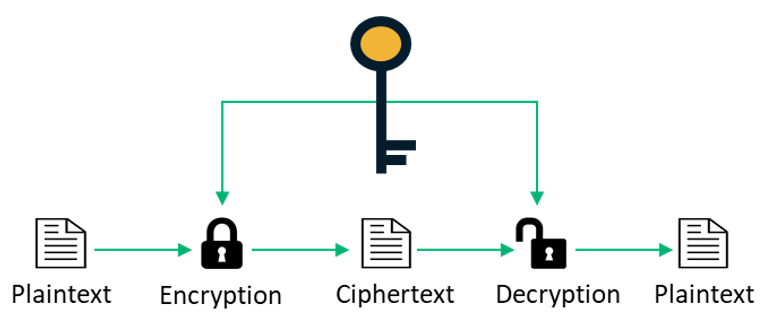 Plaintext
Encryption
Ciphertext
Decryption
Plaintext